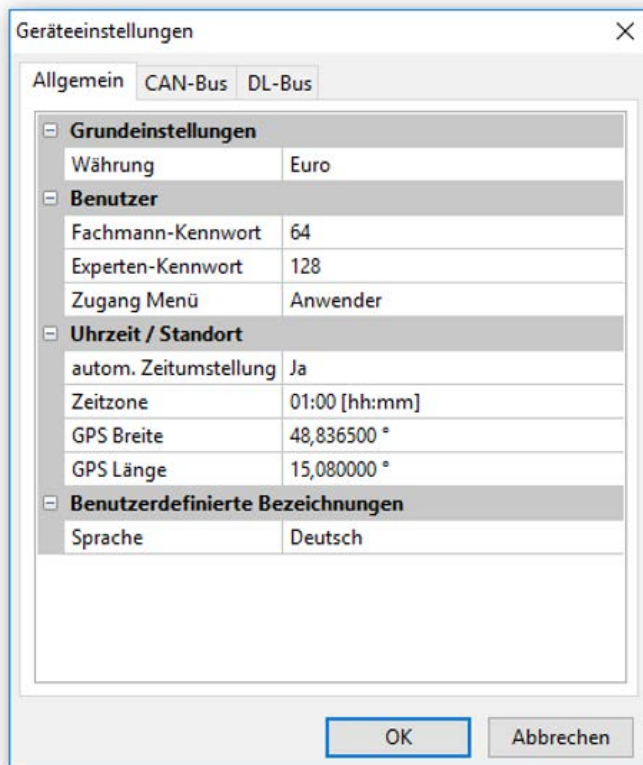 Geräteeinstellungen
Allgemein CAN-Bus DL-Bus
Grundeinstellungen
Währung Euro
Benutzer
Fachmann-Kennwort 64
Experten-Kennwort 128
Zugang Menü Anwender
Uhrzeit / Standort
autom. Zeitumstellung Ja
Zeitzone 01:00 [hh:mm]
GPS Breite 48,836500 °
GPS Länge 15,080000 °
Benutzerdefinierte Bezeichnungen
Sprache Deutsch
OK Abbrechen